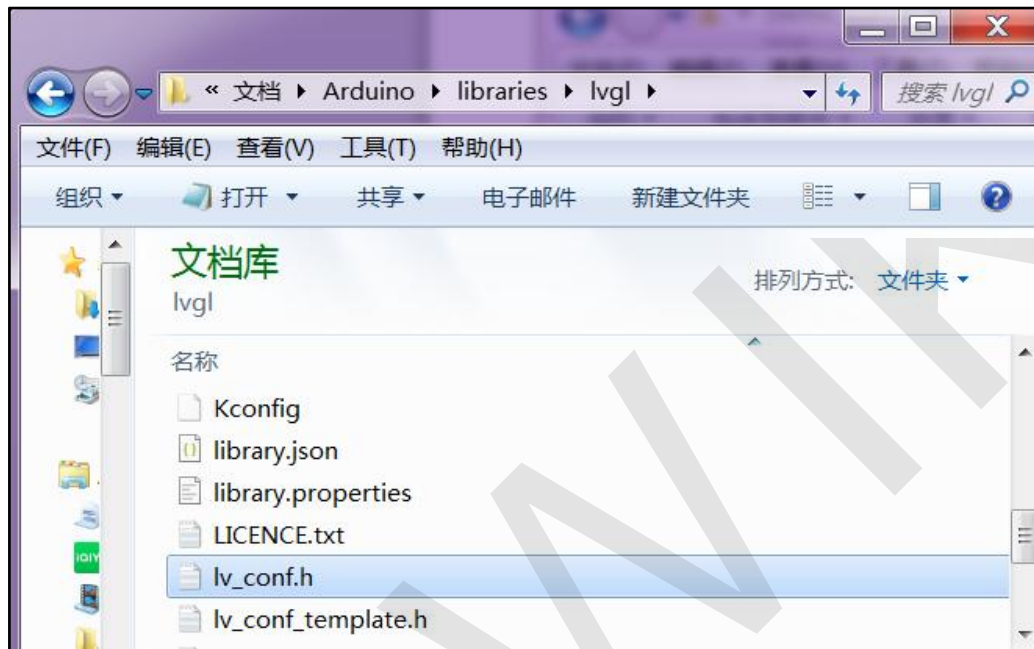 « 文档 ▸ Arduino ▸ libraries ▸ lvgl ▸ 搜索 lvgl
文件(F) 编辑(E) 查看(V) 工具(T) 帮助(H)
组织 打开 共享 电子邮件 新建文件夹
文档库
lvgl
排列方式: 文件夹
名称
Kconfig
library.json
library.properties
LICENCE.txt
lv_conf.h
lv_conf_template.h